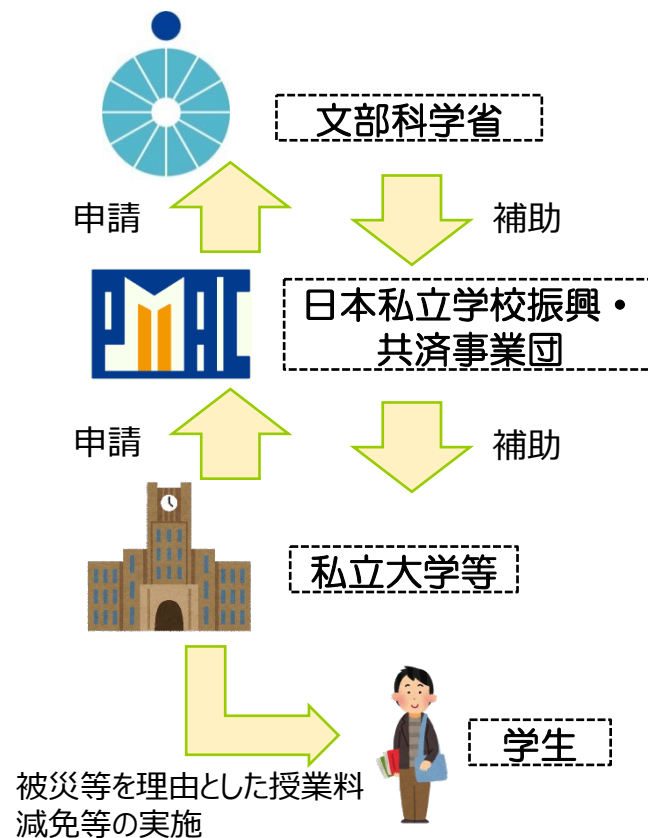 文部科学省
申請
補助
PMAC
日本私立学校振興・
共済事業団
申請
補助
私立大学等
学生
被災等を理由とした授業料
減免等の実施